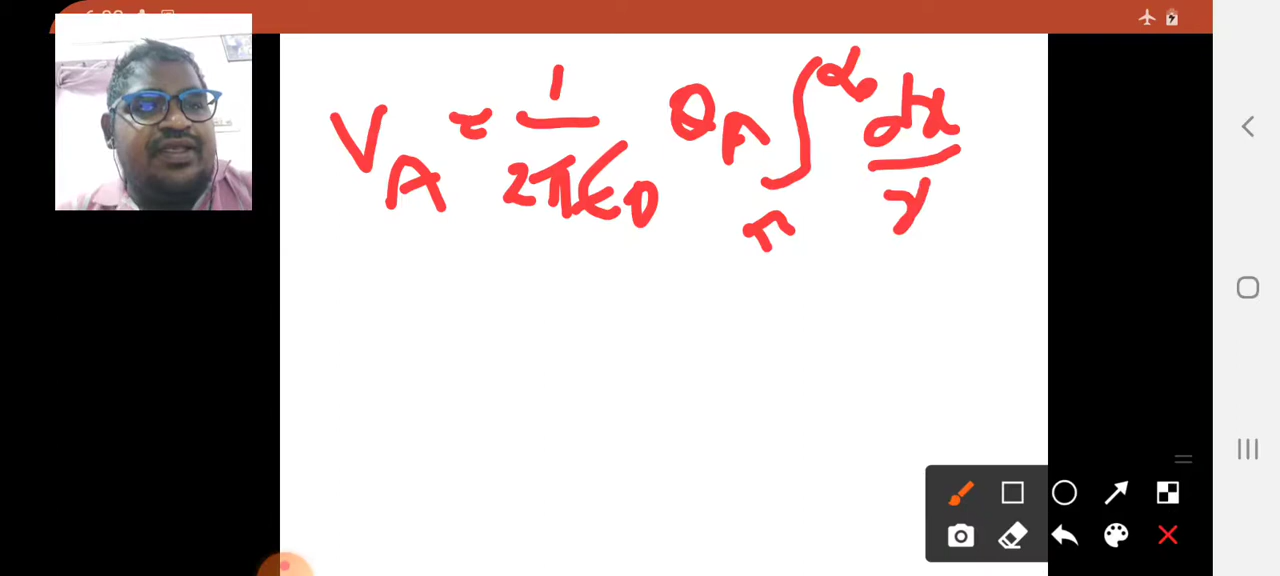 V_A = 1/(2πε0) Q_A ∫_r^∞ dx/x